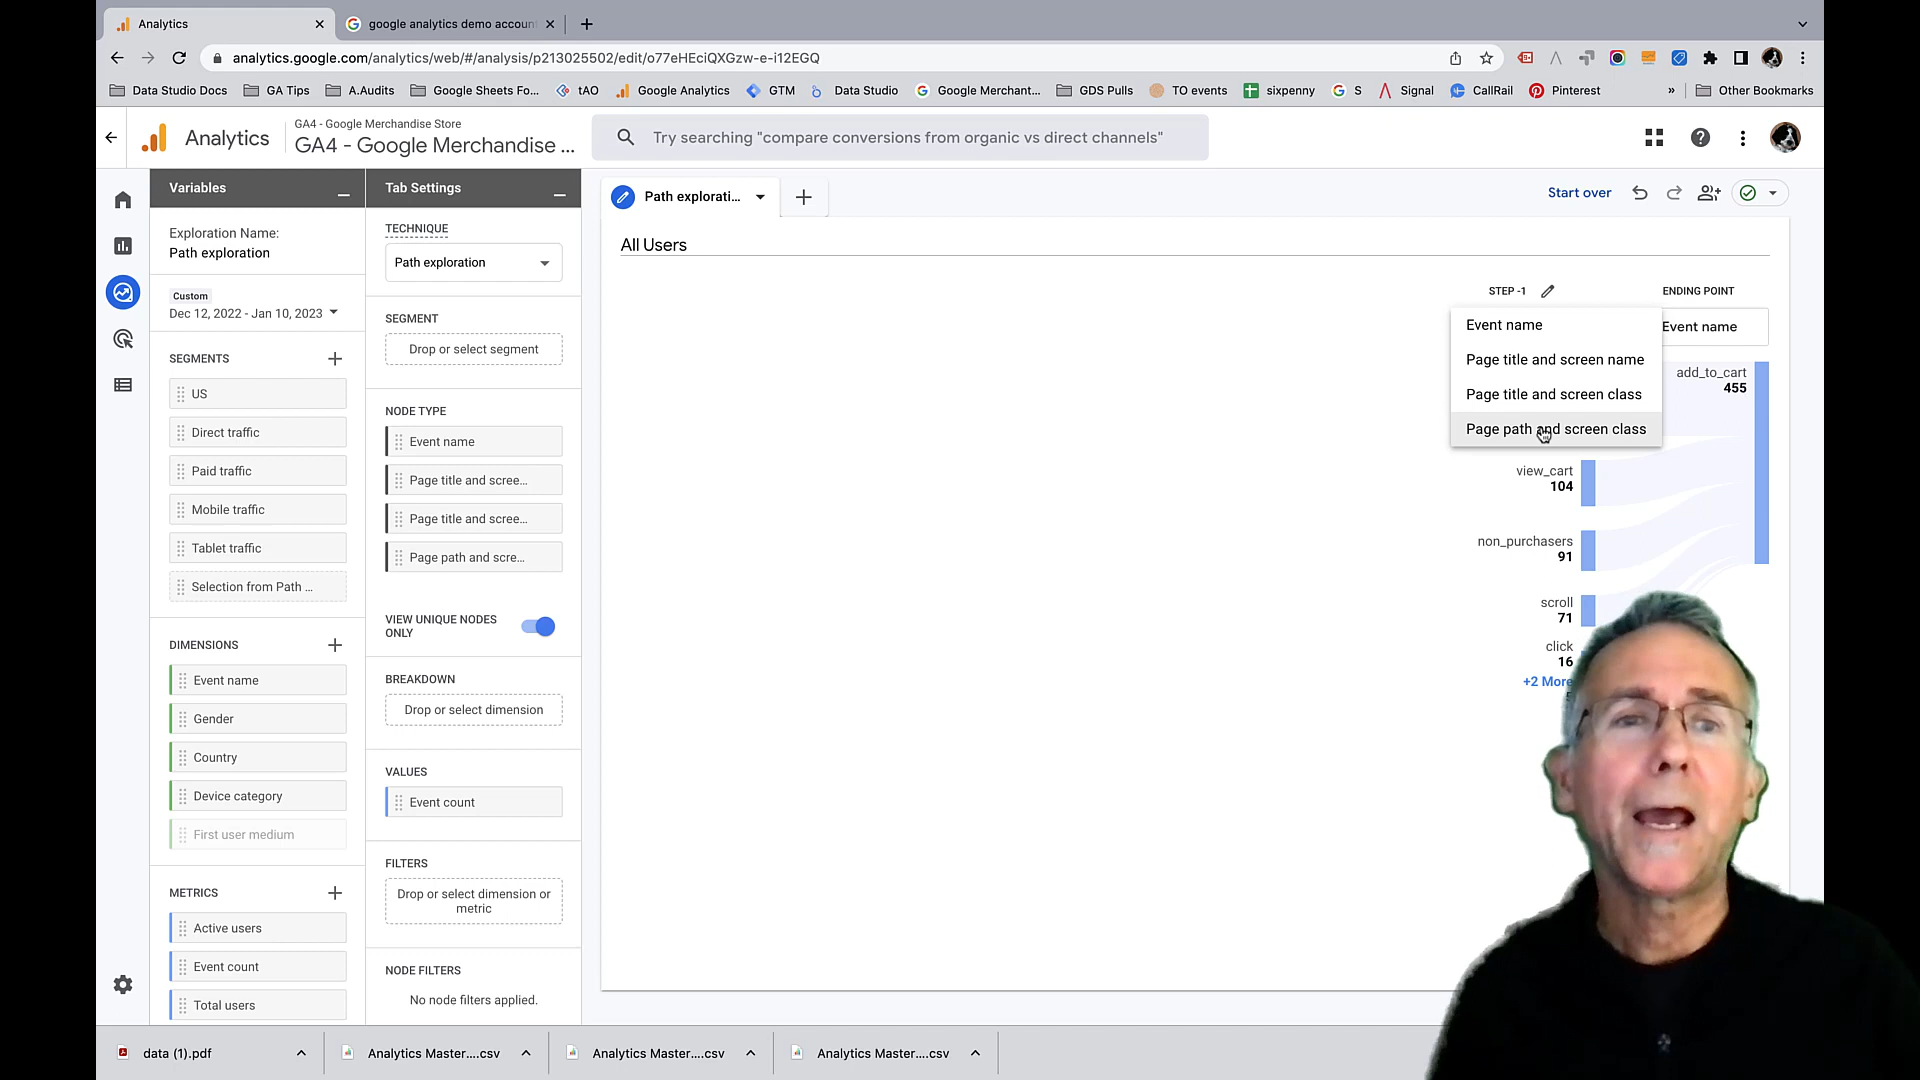 Analytics
google analytics demo accoun
analytics.google.com/analytics/web/#/analysis/p213025502/edit/o77eHEciQXGzw-e-i12EGQ
Data Studio Docs
GA Tips
A.Audits
Google Sheets Fo...
tAO
Google Analytics
GTM
Data Studio
Google Merchant...
GDS Pulls
TO events
sixpenny
S
Signal
CallRail
Pinterest
»
Other Bookmarks
Analytics
GA4 - Google Merchandise Store
GA4 - Google Merchandise ...
Try searching "compare conversions from organic vs direct channels"
Variables
Exploration Name:
Path exploration
Custom
Dec 12, 2022 - Jan 10, 2023
SEGMENTS
US
Direct traffic
Paid traffic
Mobile traffic
Tablet traffic
Selection from Path ...
DIMENSIONS
Event name
Gender
Country
Device category
First user medium
METRICS
Active users
Event count
Total users
Tab Settings
TECHNIQUE
Path exploration
SEGMENT
Drop or select segment
NODE TYPE
Event name
Page title and scree...
Page title and scree...
Page path and scre...
VIEW UNIQUE NODES
ONLY
BREAKDOWN
Drop or select dimension
VALUES
Event count
FILTERS
Drop or select dimension or
metric
NODE FILTERS
No node filters applied.
Path explorati...
Start over
All Users
STEP -1
ENDING POINT
Event name
Page title and screen name
Page title and screen class
Page path and screen class
Event name
add_to_cart
455
view_cart
104
non_purchasers
91
scroll
71
click
16
+2 More
data (1).pdf
Analytics Master....csv
Analytics Master....csv
Analytics Master....csv